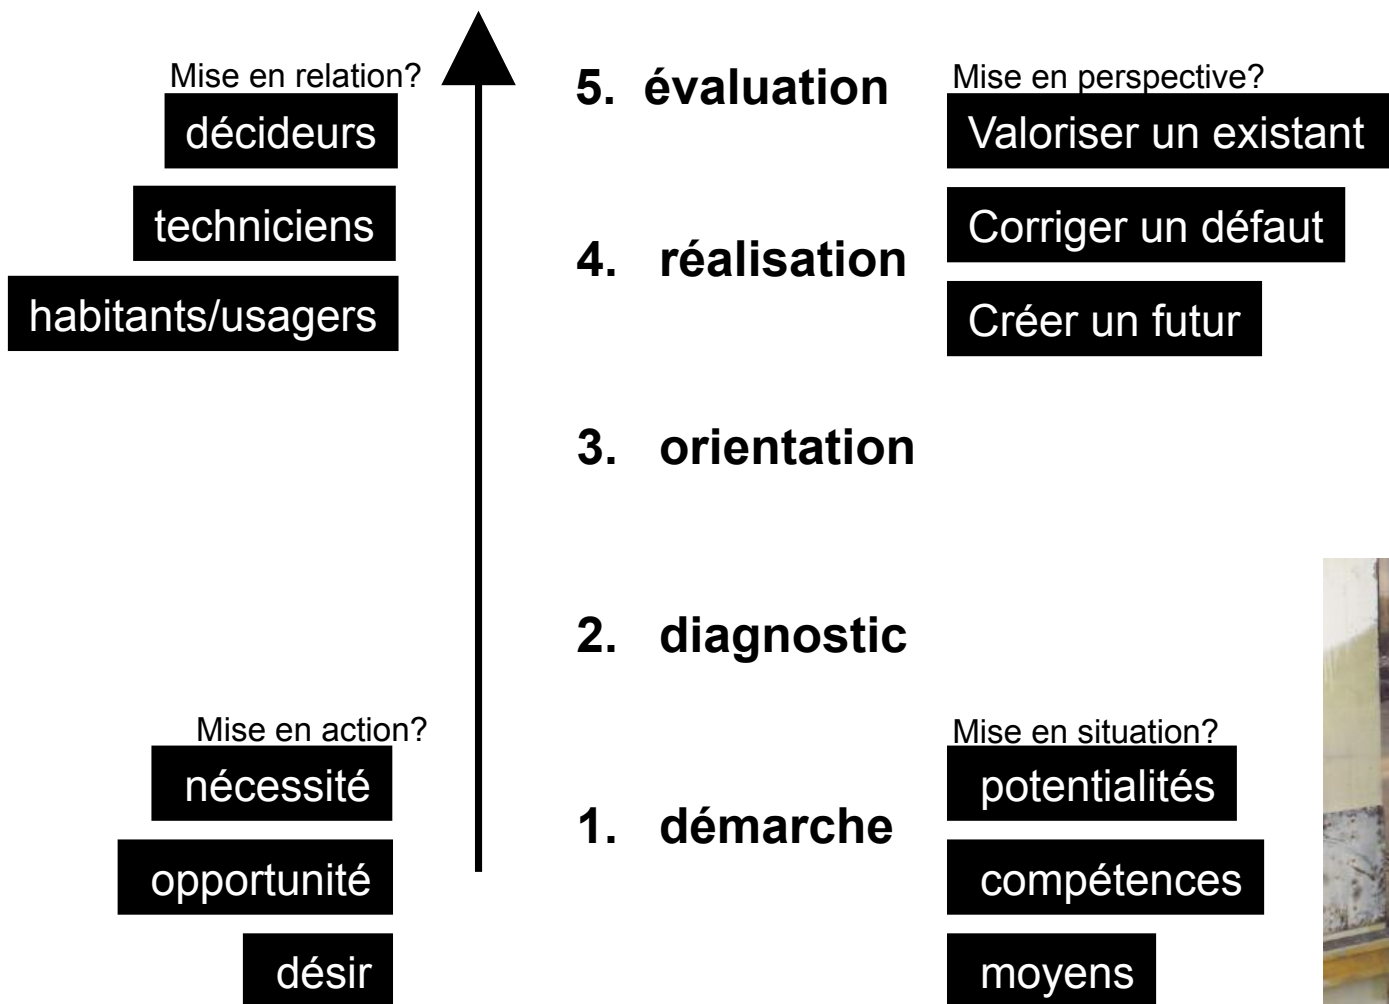 Mise en relation?
décideurs
techniciens
habitants/usagers
5. évaluation
4. réalisation
3. orientation
2. diagnostic
1. démarche
Mise en perspective?
Valoriser un existant
Corriger un défaut
Créer un futur
Mise en action?
nécessité
opportunité
désir
Mise en situation?
potentialités
compétences
moyens